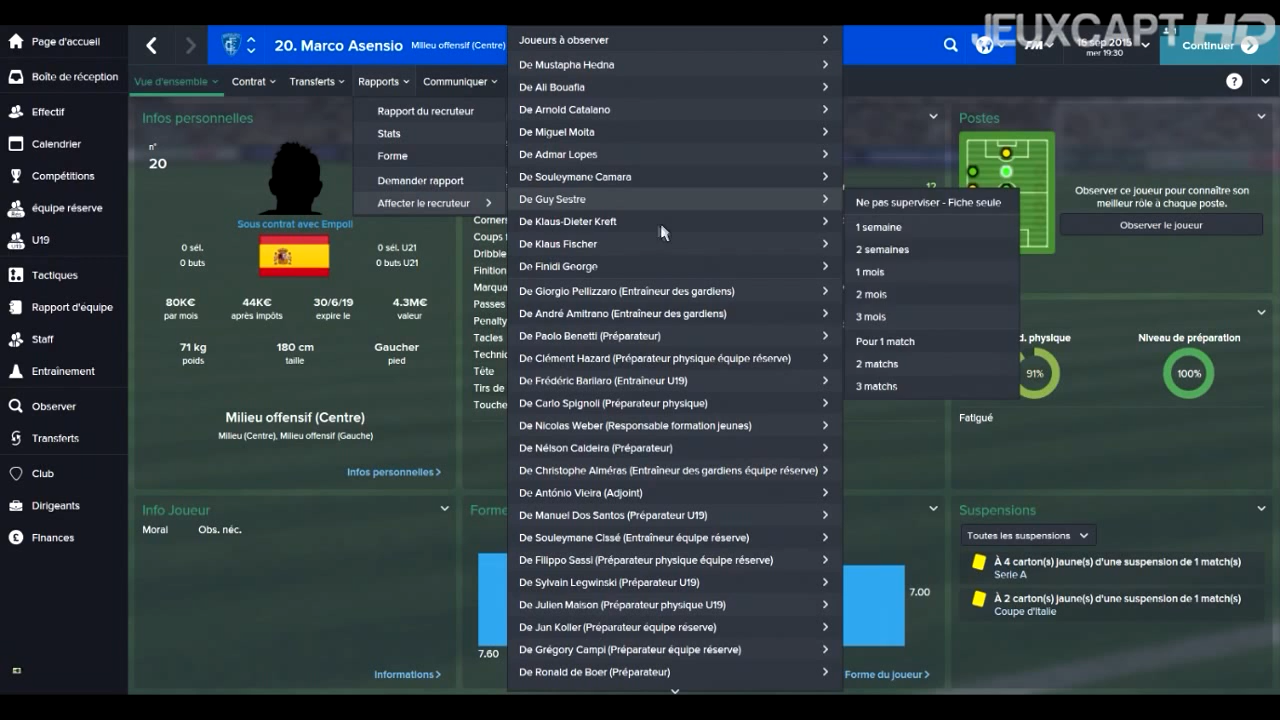 JEUXCAPT HD
Page d'accueil
Boîte de réception
Effectif
Calendrier
Compétitions
équipe réserve
U19
Tactiques
Rapport d'équipe
Staff
Entraînement
Observer
Transferts
Club
Dirigeants
Finances
20. Marco Asensio
Milieu offensif (Centre)
FM
16 sep 2015
mer 19:30
Continuer
Vue d'ensemble
Contrat
Transferts
Rapports
Communiquer
?
Rapport du recruteur
Stats
Forme
Demander rapport
Affecter le recruteur
Infos personnelles
n°
20
Sous contrat avec Empoli
0 sél.
0 buts
0 sél. U21
0 buts U21
80K€
par mois
44K€
après impôts
30/6/19
expire le
4.3M€
valeur
71 kg
poids
180 cm
taille
Gaucher
pied
Milieu offensif (Centre)
Milieu (Centre), Milieu offensif (Gauche)
Infos personnelles
Info Joueur
Moral
Obs. néc.
Informations
Corners
Coups f
Dribble
Finition
Marqua
Passes
Penalty
Tacles
Technic
Tête
Tirs de
Touche
Forme
7.60
7.00
Forme du joueur
Joueurs à observer
De Mustapha Hedna
De Ali Bouafia
De Arnold Catalano
De Miguel Moita
De Admar Lopes
De Souleymane Camara
De Guy Sestre
De Klaus-Dieter Kreft
De Klaus Fischer
De Finidi George
De Giorgio Pellizzaro (Entraîneur des gardiens)
De André Amitrano (Entraîneur des gardiens)
De Paolo Benetti (Préparateur)
De Clément Hazard (Préparateur physique équipe réserve)
De Frédéric Barilaro (Entraîneur U19)
De Carlo Spignoli (Préparateur physique)
De Nicolas Weber (Responsable formation jeunes)
De Nélson Caldeira (Préparateur)
De Christophe Alméras (Entraîneur des gardiens équipe réserve)
De António Vieira (Adjoint)
De Manuel Dos Santos (Préparateur U19)
De Souleymane Cissé (Entraîneur équipe réserve)
De Filippo Sassi (Préparateur physique équipe réserve)
De Sylvain Legwinski (Préparateur U19)
De Julien Maison (Préparateur physique U19)
De Jan Koller (Préparateur équipe réserve)
De Grégory Campi (Préparateur équipe réserve)
De Ronald de Boer (Préparateur)
12
Ne pas superviser - Fiche seule
1 semaine
2 semaines
1 mois
2 mois
3 mois
Pour 1 match
2 matchs
3 matchs
Postes
Observer ce joueur pour connaître son
meilleur rôle à chaque poste.
Observer le joueur
d. physique
91%
Niveau de préparation
100%
Fatigué
Suspensions
Toutes les suspensions
À 4 carton(s) jaune(s) d'une suspension de 1 match(s)
Serie A
À 2 carton(s) jaune(s) d'une suspension de 1 match(s)
Coupe d'Italie